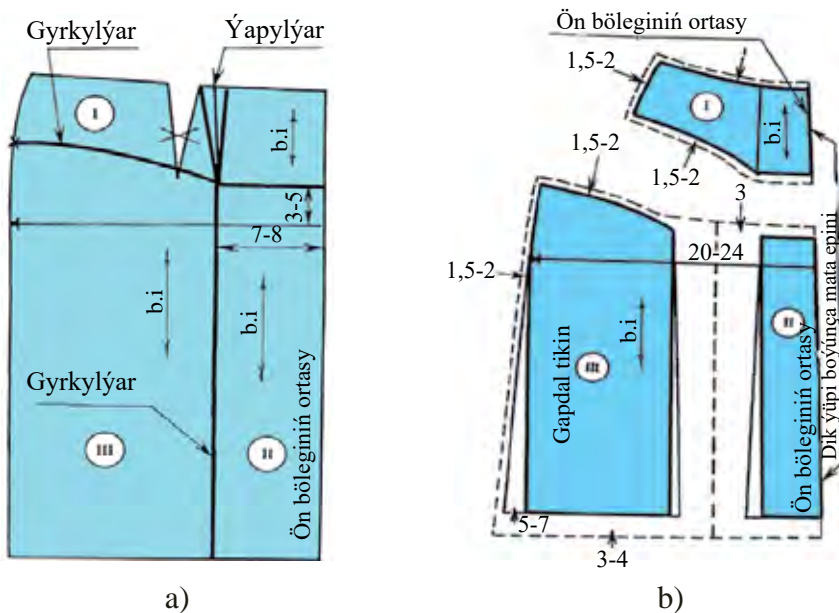 Gyrkylýar
Ýapylýar
I
b.i
3-5
7-8
b.i
b.i
Gyrkylýar
III
II
Ön böleginiň ortasy
a)
Ön böleginiň ortasy
1,5-2
I
b.i
1,5-2
1,5-2
3
20-24
1,5-2
b.i
II
III
Gapdal tikin
Ön böleginiň ortasy
Dik ýüpi boýunça mata epini
5-7
3-4
b)